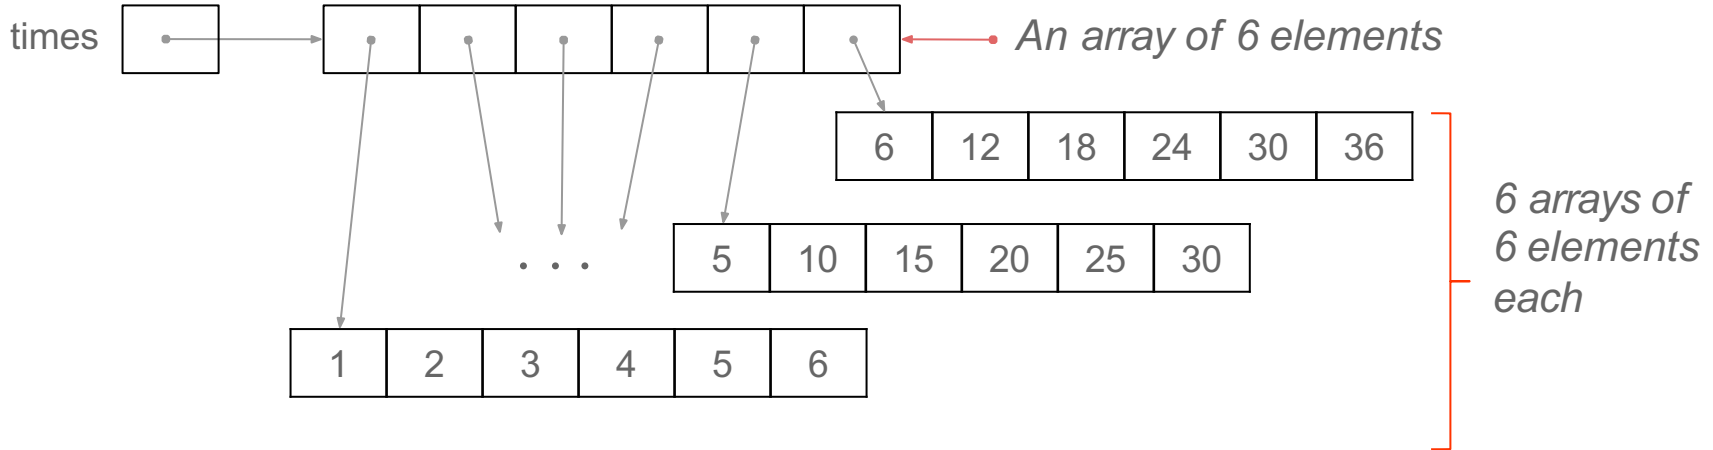 times
An array of 6 elements
6 12 18 24 30 36
6 arrays of
6 elements
each
5 10 15 20 25 30
. . .
1 2 3 4 5 6